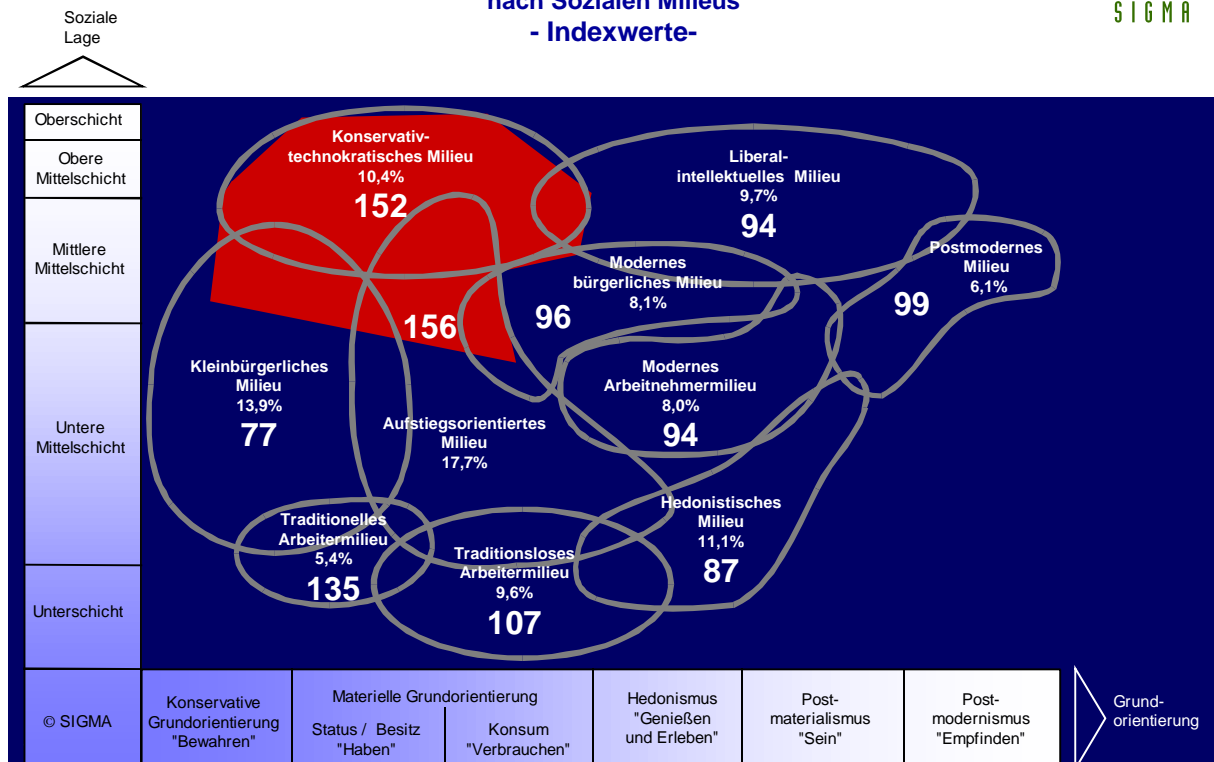 nach Sozialen Milieus
- Indexwerte-
SIGMA
Soziale
Lage
Oberschicht
Obere
Mittelschicht
Mittlere
Mittelschicht
Untere
Mittelschicht
Unterschicht
Konservativ-
technokratisches Milieu
10,4%
152
Liberal-
intellektuelles Milieu
9,7%
94
Postmodernes
Milieu
6,1%
99
Modernes
bürgerliches Milieu
8,1%
96
156
Kleinbürgerliches
Milieu
13,9%
77
Modernes
Arbeitnehmermilieu
8,0%
94
Aufstiegsorientiertes
Milieu
17,7%
Hedonistisches
Milieu
11,1%
87
Traditionelles
Arbeitermilieu
5,4%
135
Traditionsloses
Arbeitermilieu
9,6%
107
© SIGMA
Konservative
Grundorientierung
"Bewahren"
Materielle Grundorientierung
Status / Besitz
"Haben"
Konsum
"Verbrauchen"
Hedonismus
"Genießen
und Erleben"
Post-
materialismus
"Sein"
Post-
modernismus
"Empfinden"
Grund-
orientierung